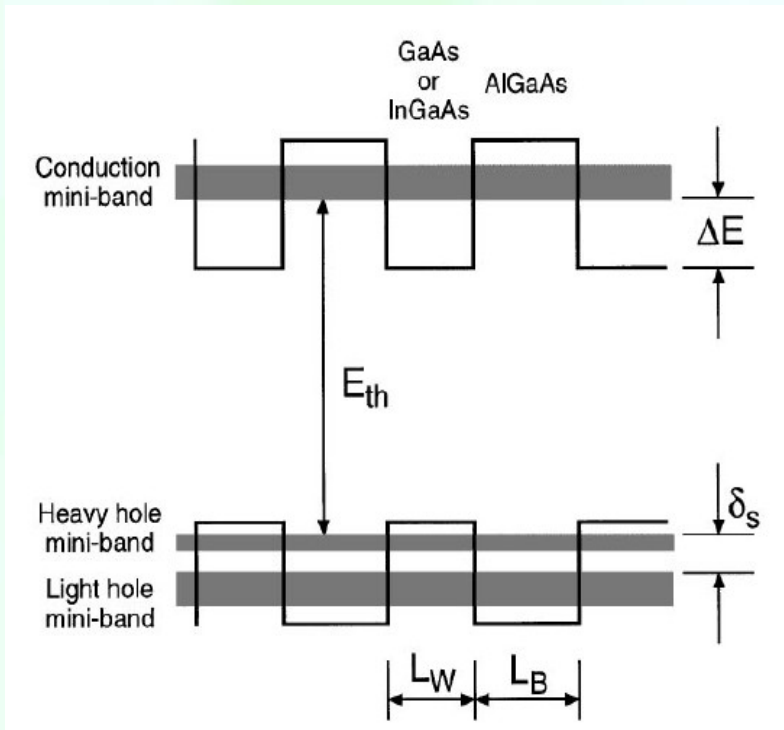 GaAs
or
InGaAs
AlGaAs
Conduction
mini-band
ΔE
E_th
Heavy hole
mini-band
δ_s
Light hole
mini-band
L_W
L_B